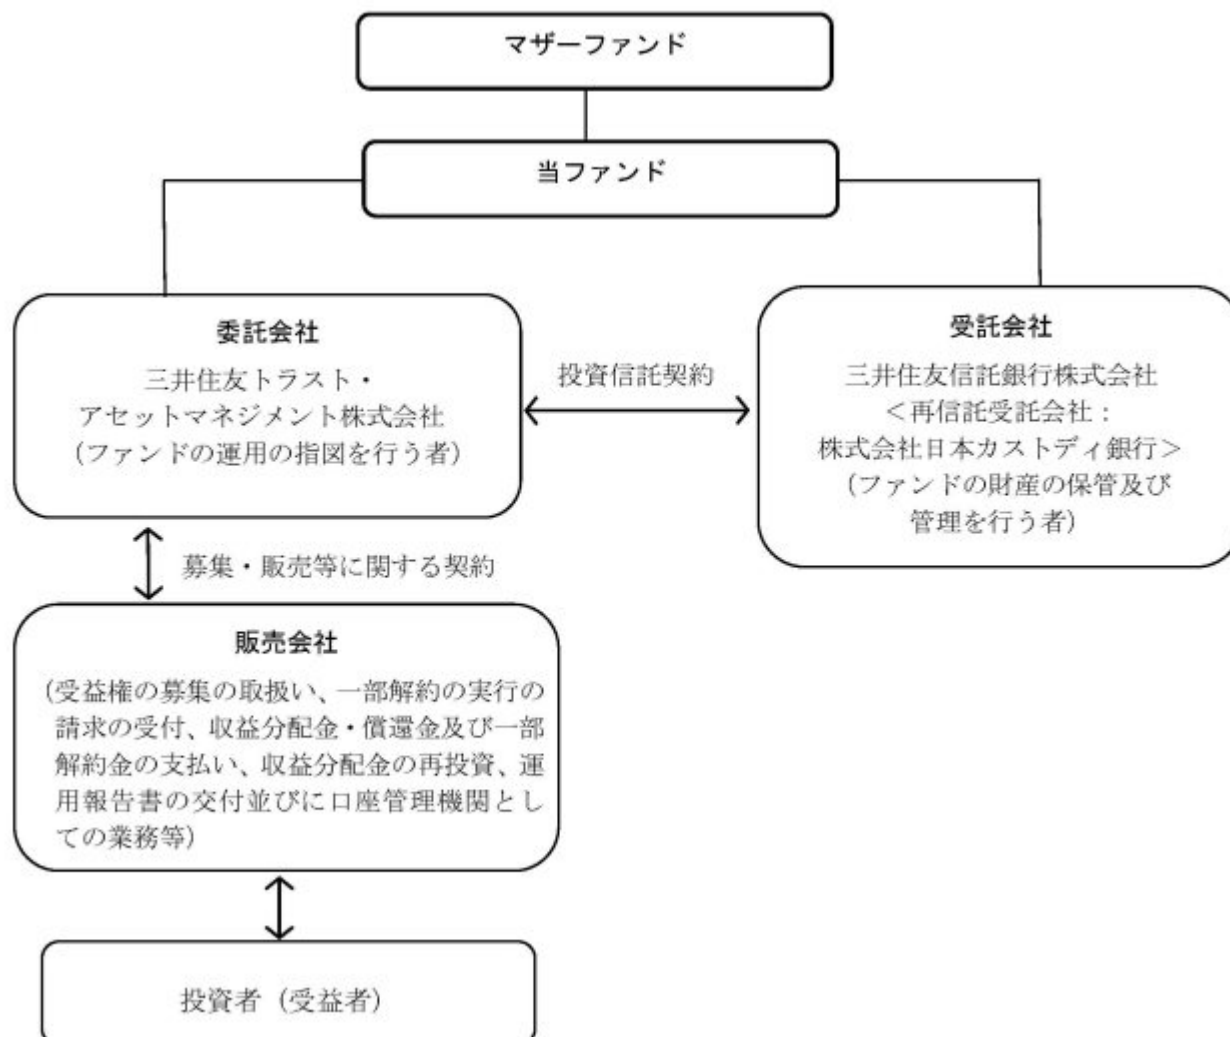 マザーファンド
当ファンド
委託会社
三井住友トラスト・
アセットマネジメント株式会社
（ファンドの運用の指図を行う者）
投資信託契約
受託会社
三井住友信託銀行株式会社
＜再信託受託会社：
株式会社日本カストディ銀行＞
（ファンドの財産の保管及び
管理を行う者）
募集・販売等に関する契約
販売会社
（受益権の募集の取扱い、一部解約の実行の
請求の受付、収益分配金・償還金及び一部
解約金の支払い、収益分配金の再投資、運
用報告書の交付並びに口座管理機関とし
ての業務等）
投資者（受益者）